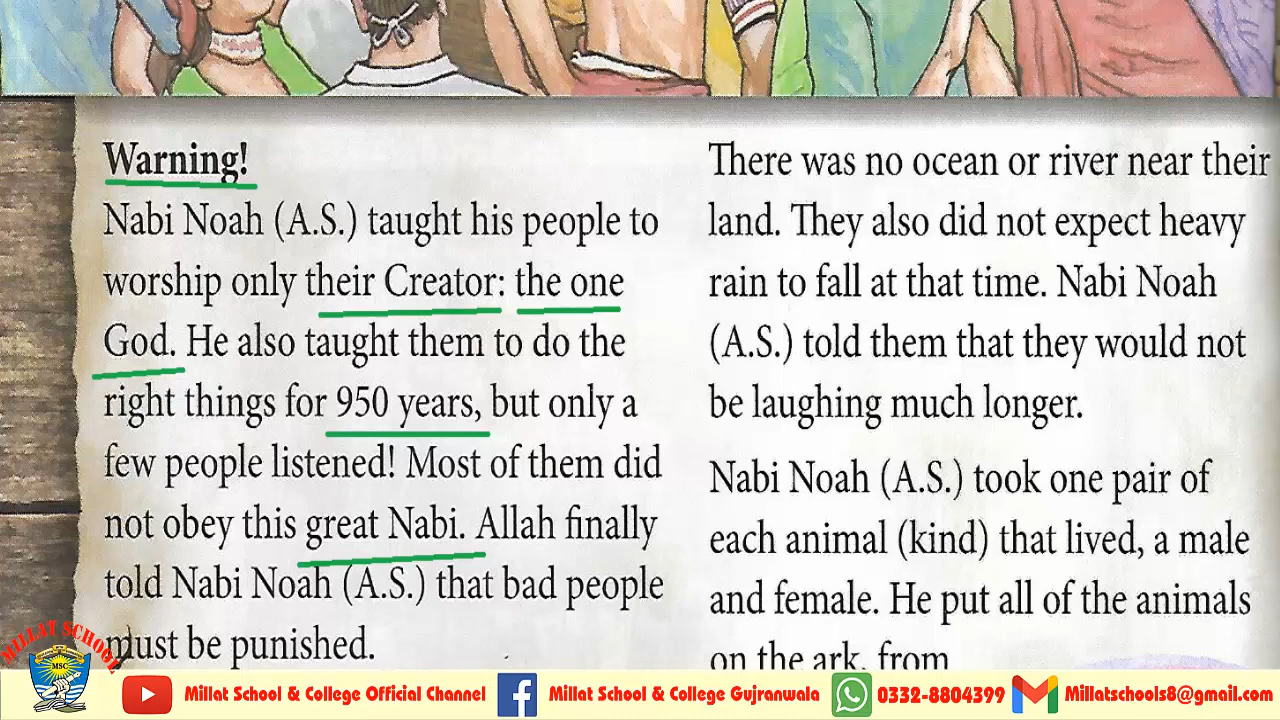 Warning!
Nabi Noah (A.S.) taught his people to
worship only their Creator: the one
God. He also taught them to do the
right things for 950 years, but only a
few people listened! Most of them did
not obey this great Nabi. Allah finally
told Nabi Noah (A.S.) that bad people
must be punished.
There was no ocean or river near their
land. They also did not expect heavy
rain to fall at that time. Nabi Noah
(A.S.) told them that they would not
be laughing much longer.
Nabi Noah (A.S.) took one pair of
each animal (kind) that lived, a male
and female. He put all of the animals
on the ark, from
MILLAT SCHOOL
MSC
Millat School & College Official Channel
Millat School & College Gujranwala
0332-8804399
Millatschools8@gmail.com